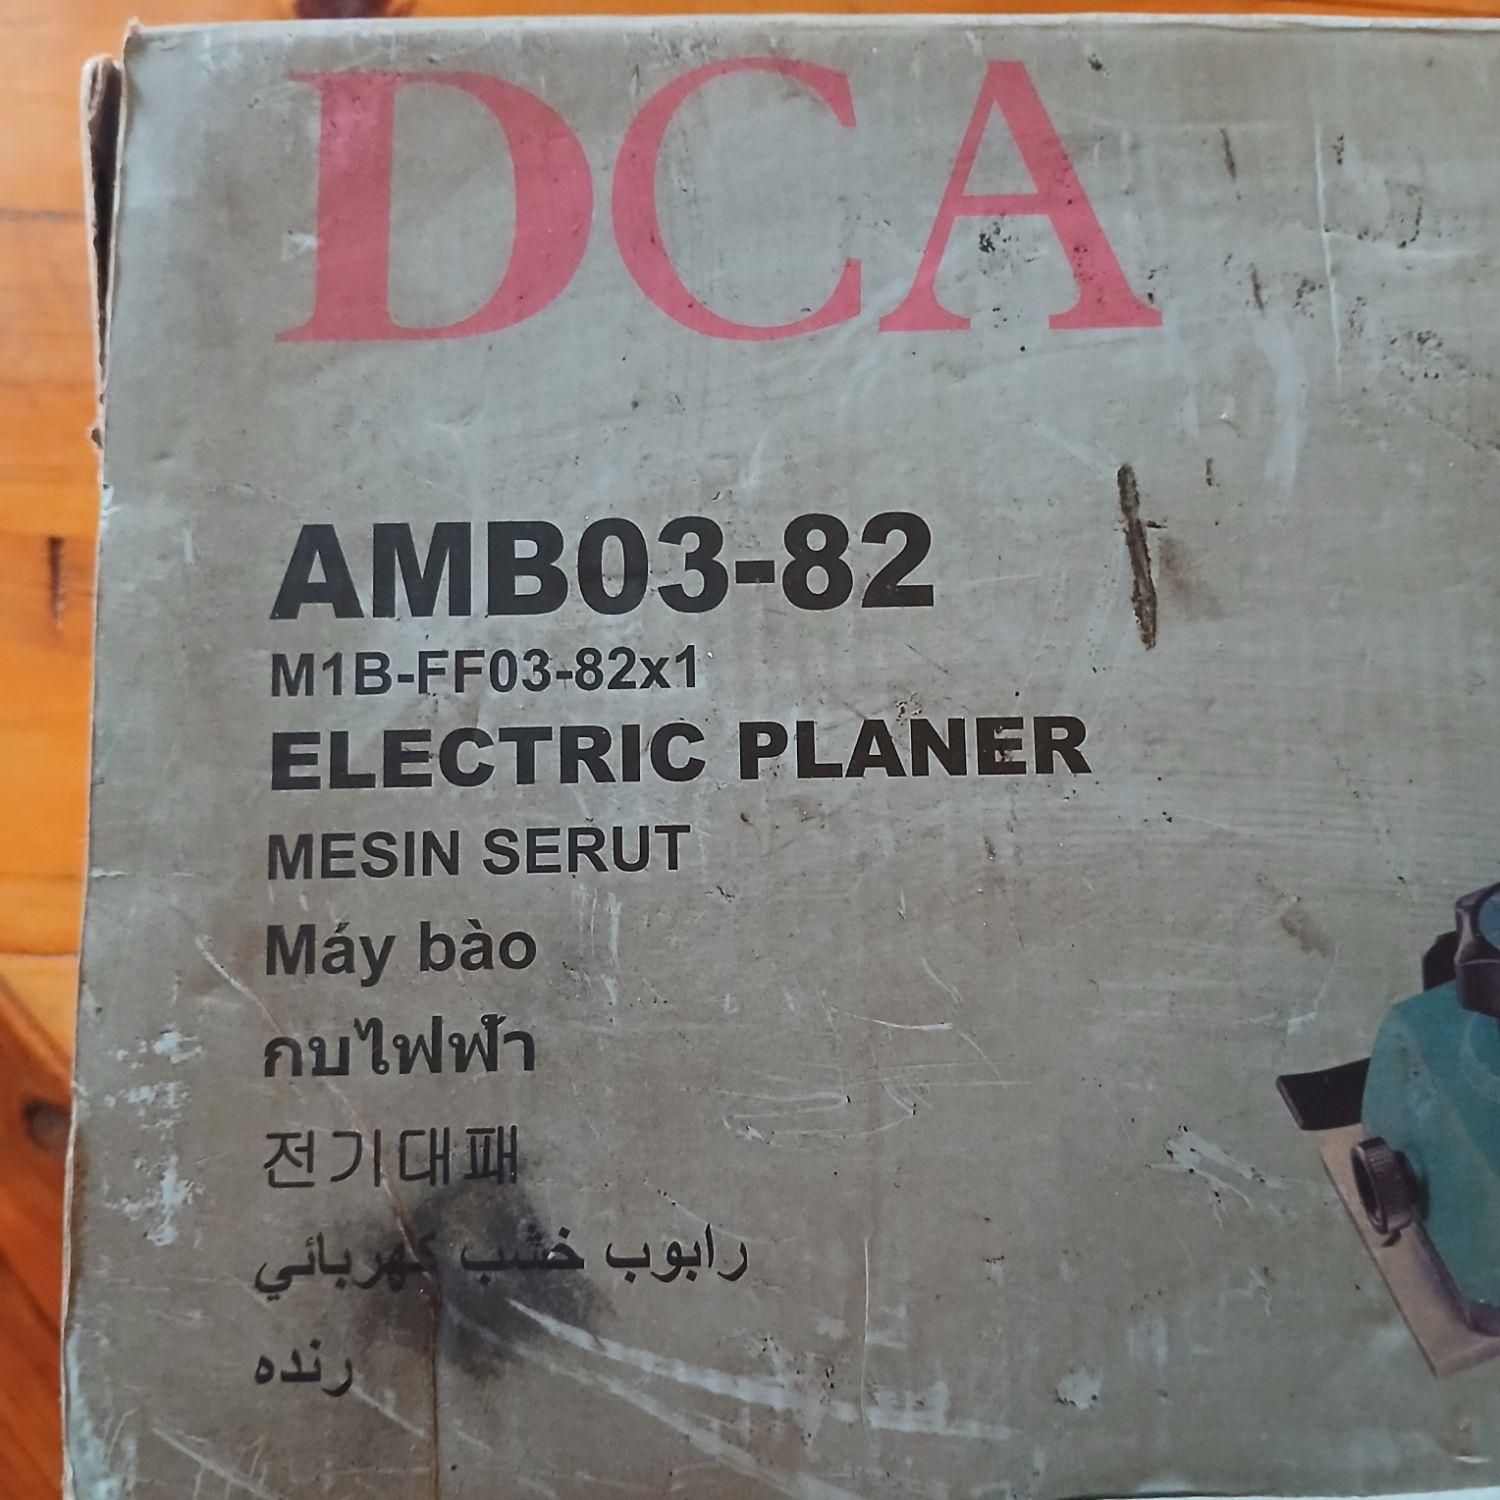 DCA
AMB03-82
M1B-FF03-82x1
ELECTRIC PLANER
MESIN SERUT
Máy bào
กบไฟฟ้า
전기대패
رابوب خشب كهربائي
رنده